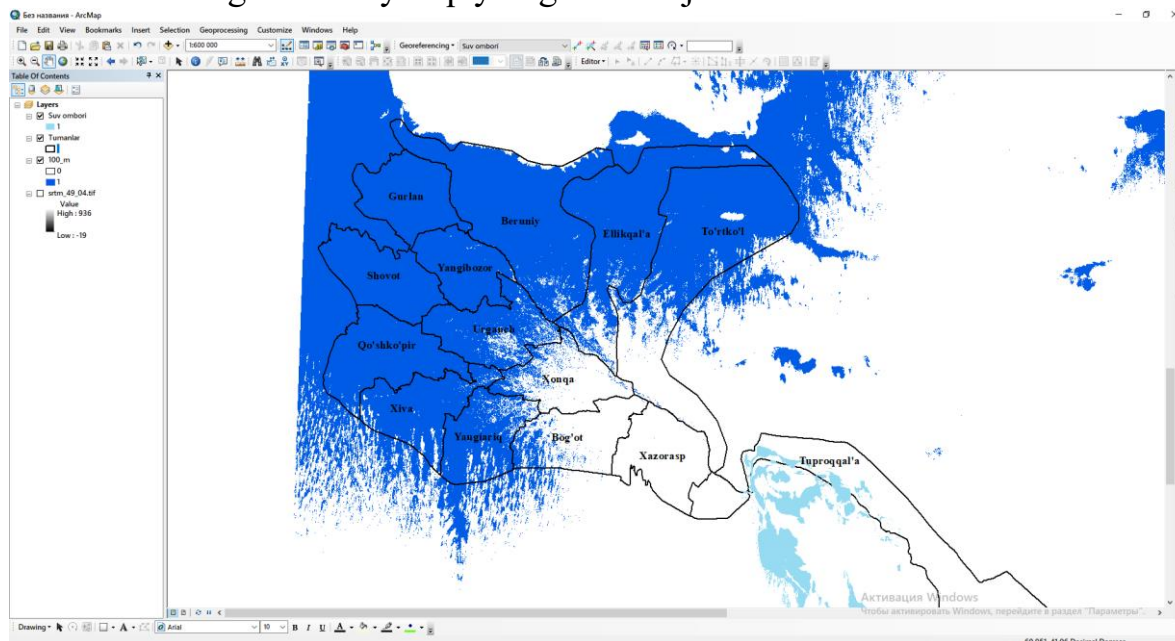 Без названия - ArcMap
File Edit View Bookmarks Insert Selection Geoprocessing Customize Windows Help
1:600 000
Georeferencing
Suv ombori
Editor
Table Of Contents
Layers
Suv ombori
1
Tumanlar
100_m
0
1
srtm_49_04.tif
Value
High : 936
Low : -19
Gurlan
Beruniy
Ellikqal'a
To'rtko'l
Shovot
Yangibozor
Urganch
Qo'shko'pir
Xonqa
Xiva
Yangiariq
Bog'ot
Xazorasp
Tuproqqal'a
Активация Windows
Чтобы активировать Windows, перейдите в раздел "Параметры".
Drawing
Arial
10
B I U A